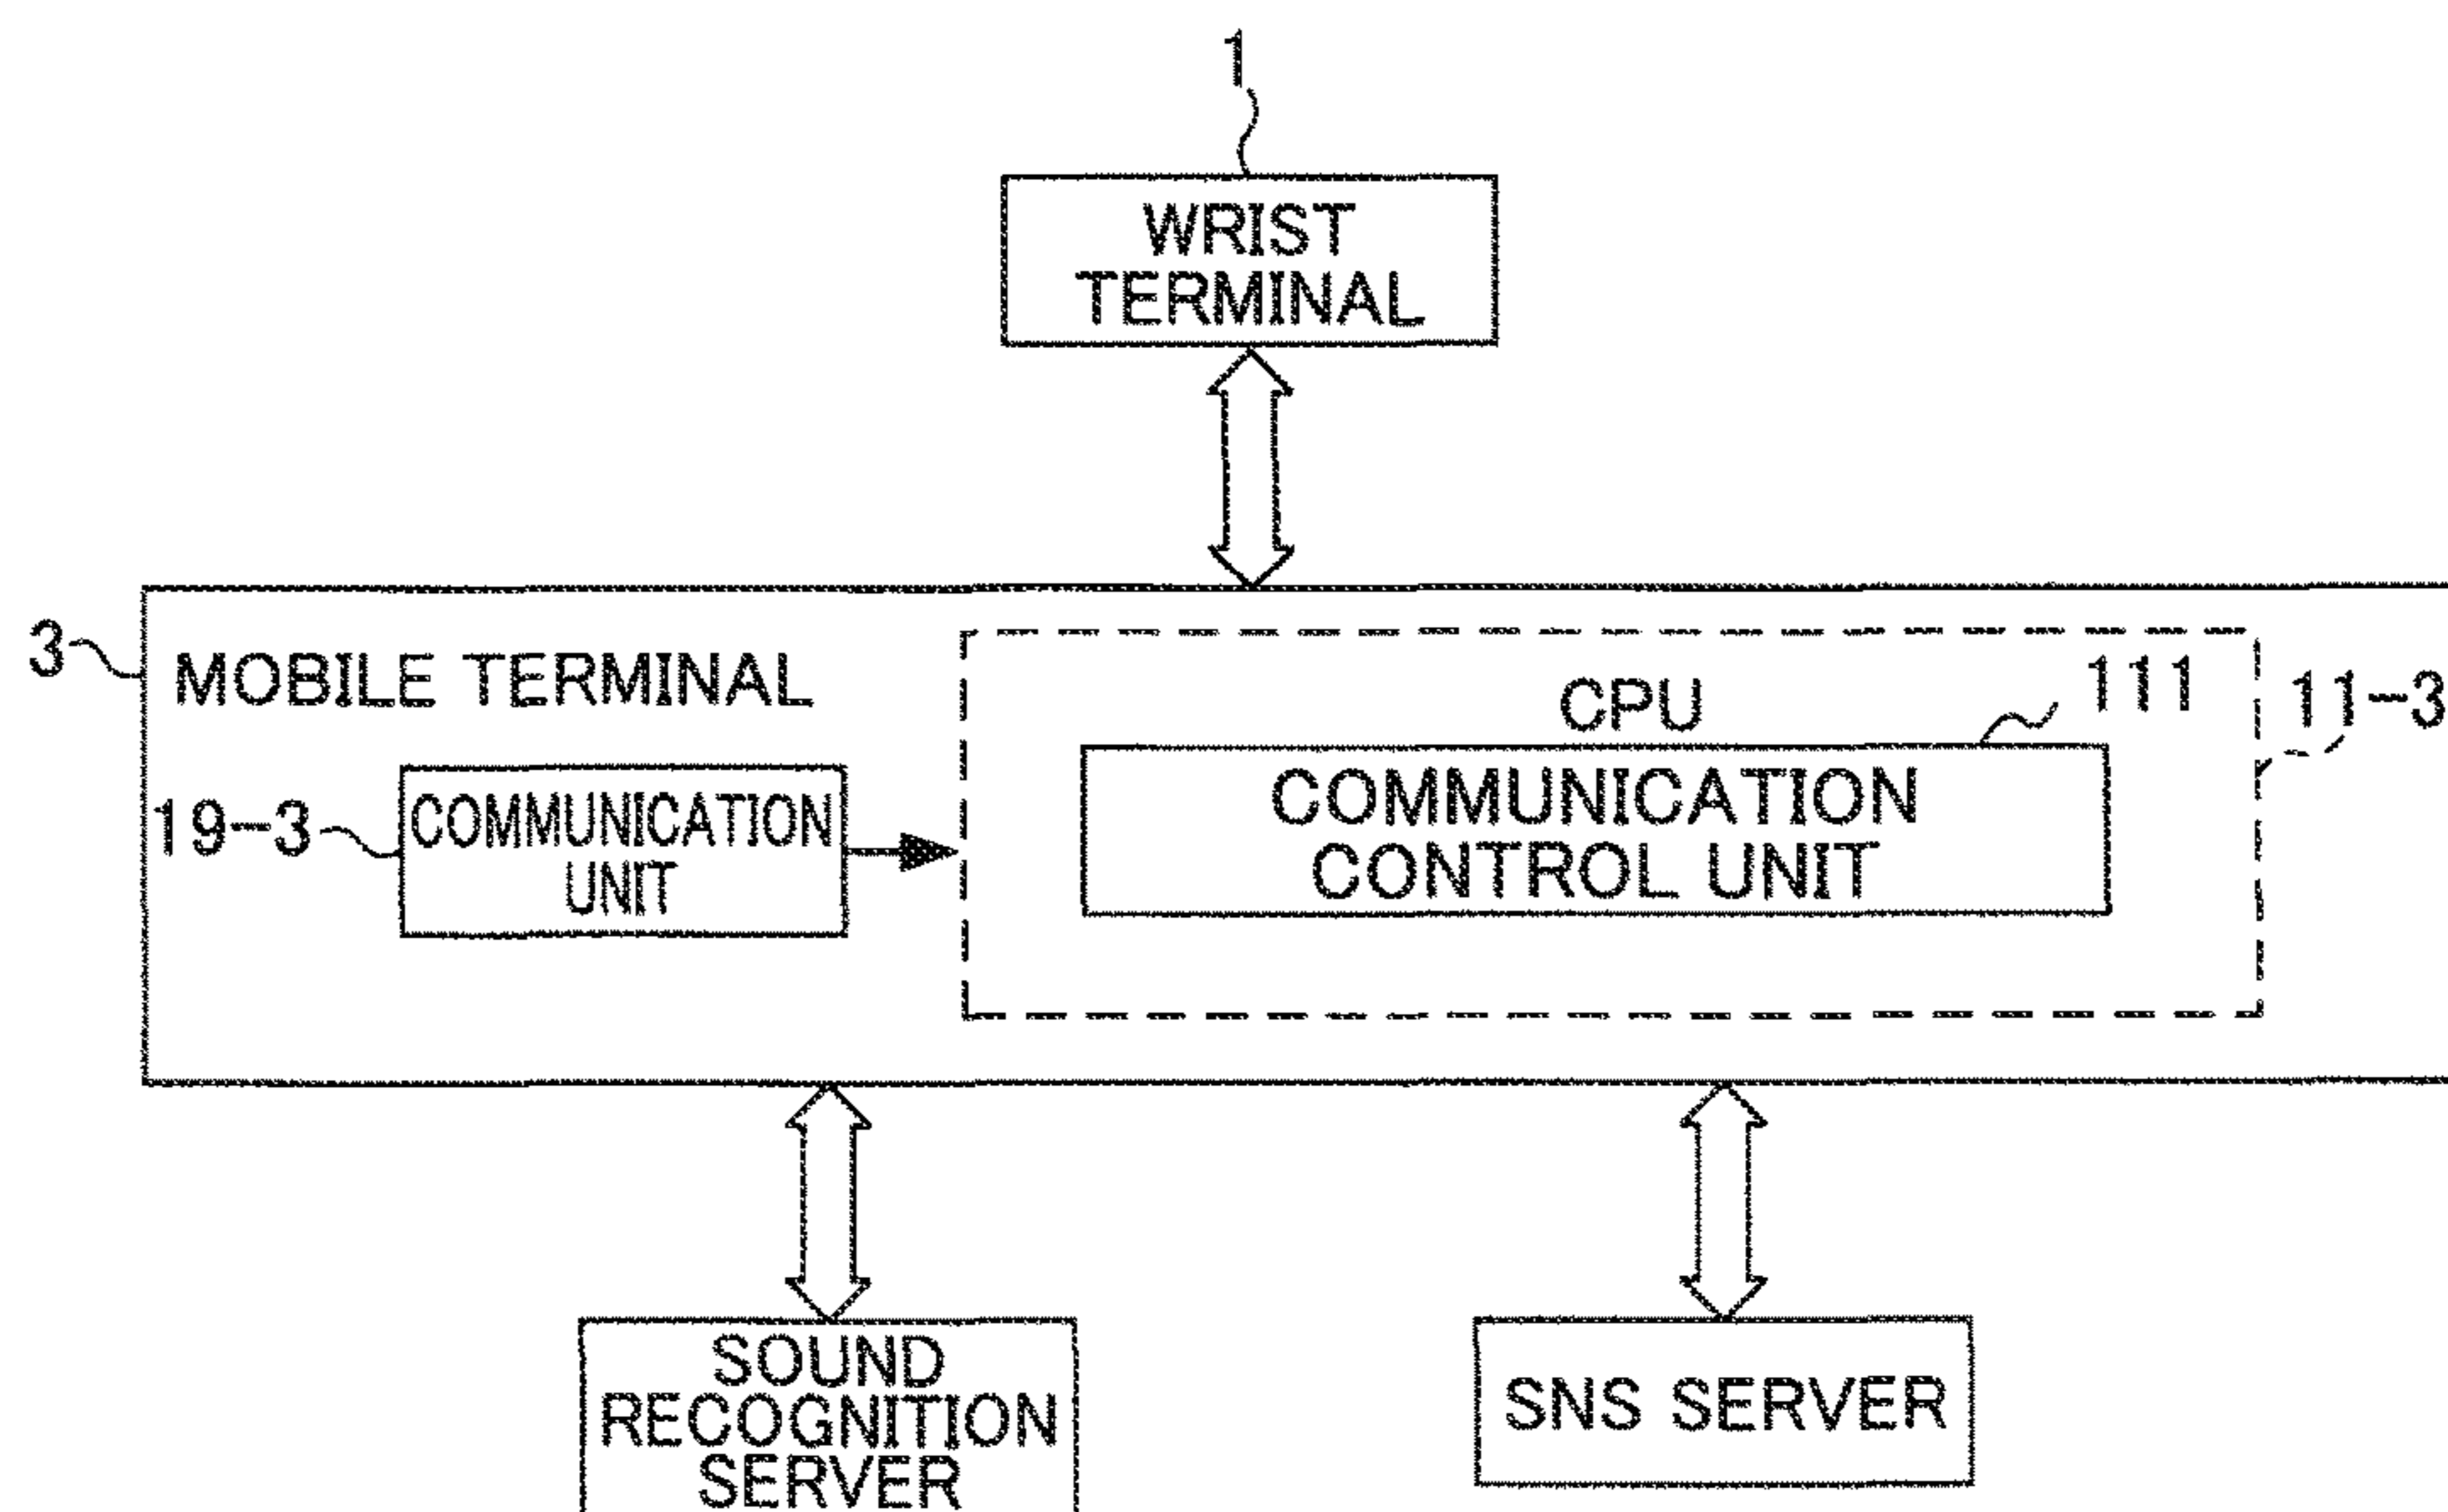 1
WRIST
TERMINAL
3
MOBILE TERMINAL
CPU
111
11-3
19-3
COMMUNICATION
UNIT
COMMUNICATION
CONTROL UNIT
SOUND
RECOGNITION
SERVER
SNS SERVER